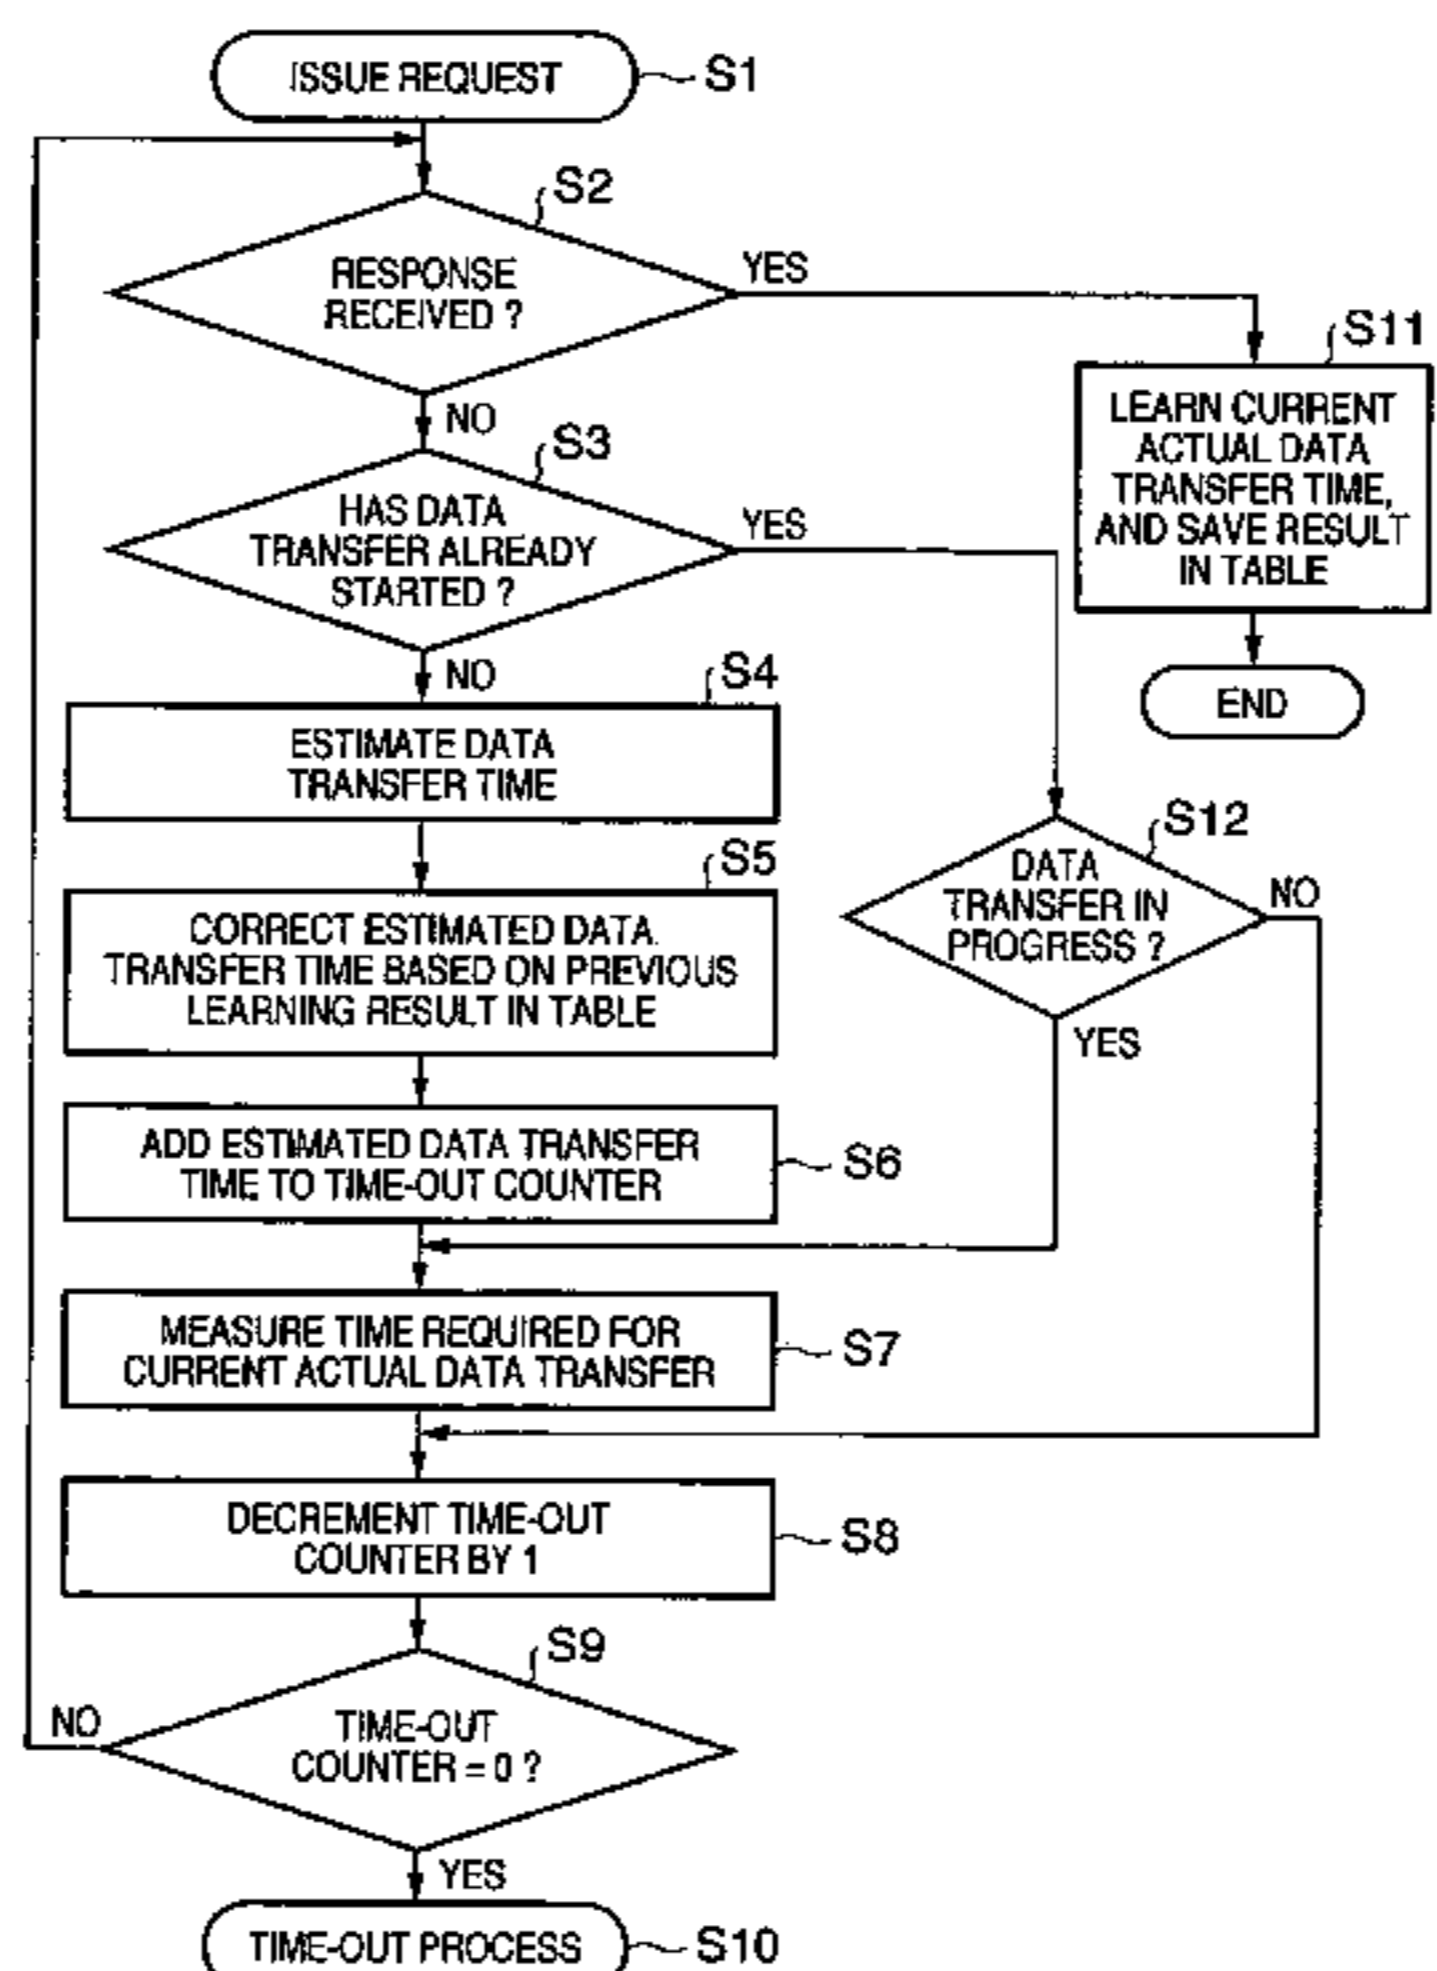 ISSUE REQUEST
S1
S2
RESPONSE
RECEIVED ?
YES
NO
S11
LEARN CURRENT
ACTUAL DATA
TRANSFER TIME,
AND SAVE RESULT
IN TABLE
END
S3
HAS DATA
TRANSFER ALREADY
STARTED ?
YES
NO
S4
ESTIMATE DATA
TRANSFER TIME
S12
DATA
TRANSFER IN
PROGRESS ?
NO
YES
S5
CORRECT ESTIMATED DATA
TRANSFER TIME BASED ON PREVIOUS
LEARNING RESULT IN TABLE
ADD ESTIMATED DATA TRANSFER
TIME TO TIME-OUT COUNTER
S6
MEASURE TIME REQUIRED FOR
CURRENT ACTUAL DATA TRANSFER
S7
DECREMENT TIME-OUT
COUNTER BY 1
S8
S9
TIME-OUT
COUNTER = 0 ?
NO
YES
TIME-OUT PROCESS
S10